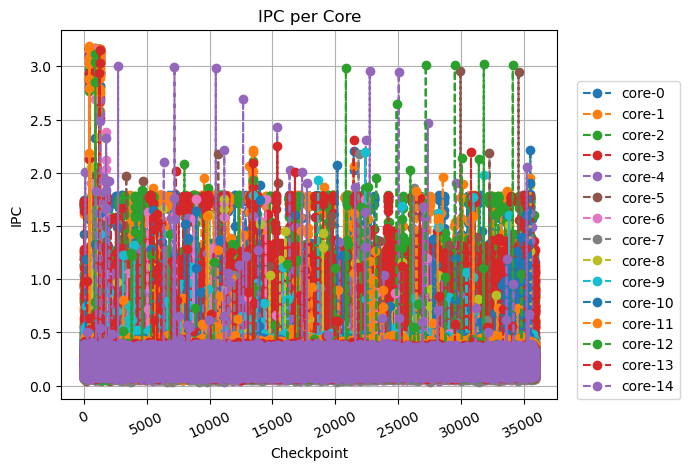 IPC per Core
IPC
3.0
2.5
2.0
1.5
1.0
0.5
0.0
0
5000
10000
15000
20000
25000
30000
35000
Checkpoint
core-0
core-1
core-2
core-3
core-4
core-5
core-6
core-7
core-8
core-9
core-10
core-11
core-12
core-13
core-14